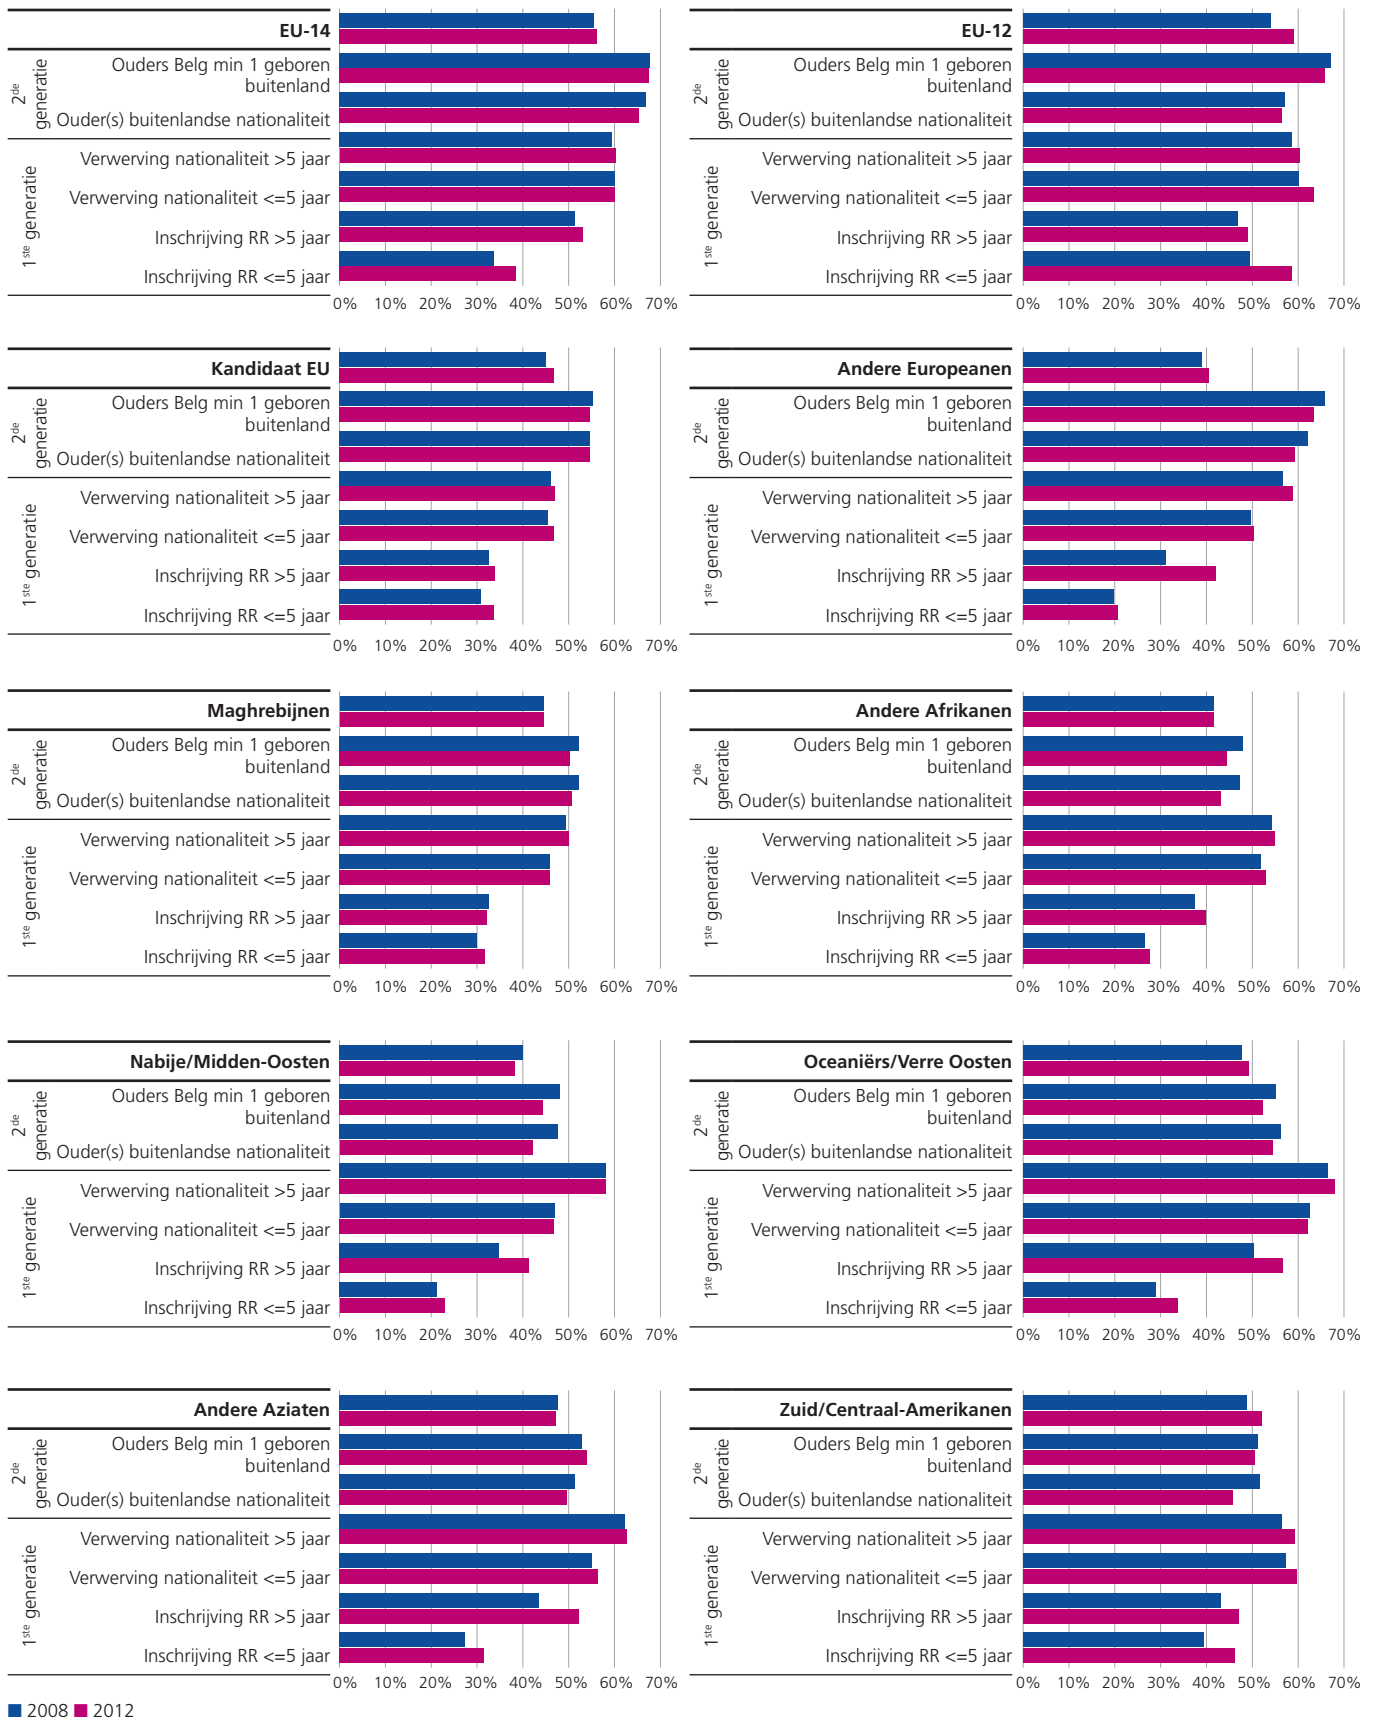 EU-14
2de generatie
Ouders Belg min 1 geboren
buitenland
Ouder(s) buitenlandse nationaliteit
1ste generatie
Verwerving nationaliteit >5 jaar
Verwerving nationaliteit <=5 jaar
Inschrijving RR >5 jaar
Inschrijving RR <=5 jaar
0% 10% 20% 30% 40% 50% 60% 70%
EU-12
2de generatie
Ouders Belg min 1 geboren
buitenland
Ouder(s) buitenlandse nationaliteit
1ste generatie
Verwerving nationaliteit >5 jaar
Verwerving nationaliteit <=5 jaar
Inschrijving RR >5 jaar
Inschrijving RR <=5 jaar
0% 10% 20% 30% 40% 50% 60% 70%
Kandidaat EU
2de generatie
Ouders Belg min 1 geboren
buitenland
Ouder(s) buitenlandse nationaliteit
1ste generatie
Verwerving nationaliteit >5 jaar
Verwerving nationaliteit <=5 jaar
Inschrijving RR >5 jaar
Inschrijving RR <=5 jaar
0% 10% 20% 30% 40% 50% 60% 70%
Andere Europeanen
2de generatie
Ouders Belg min 1 geboren
buitenland
Ouder(s) buitenlandse nationaliteit
1ste generatie
Verwerving nationaliteit >5 jaar
Verwerving nationaliteit <=5 jaar
Inschrijving RR >5 jaar
Inschrijving RR <=5 jaar
0% 10% 20% 30% 40% 50% 60% 70%
Maghrebijnen
2de generatie
Ouders Belg min 1 geboren
buitenland
Ouder(s) buitenlandse nationaliteit
1ste generatie
Verwerving nationaliteit >5 jaar
Verwerving nationaliteit <=5 jaar
Inschrijving RR >5 jaar
Inschrijving RR <=5 jaar
0% 10% 20% 30% 40% 50% 60% 70%
Andere Afrikanen
2de generatie
Ouders Belg min 1 geboren
buitenland
Ouder(s) buitenlandse nationaliteit
1ste generatie
Verwerving nationaliteit >5 jaar
Verwerving nationaliteit <=5 jaar
Inschrijving RR >5 jaar
Inschrijving RR <=5 jaar
0% 10% 20% 30% 40% 50% 60% 70%
Nabije/Midden-Oosten
2de generatie
Ouders Belg min 1 geboren
buitenland
Ouder(s) buitenlandse nationaliteit
1ste generatie
Verwerving nationaliteit >5 jaar
Verwerving nationaliteit <=5 jaar
Inschrijving RR >5 jaar
Inschrijving RR <=5 jaar
0% 10% 20% 30% 40% 50% 60% 70%
Oceaniërs/Verre Oosten
2de generatie
Ouders Belg min 1 geboren
buitenland
Ouder(s) buitenlandse nationaliteit
1ste generatie
Verwerving nationaliteit >5 jaar
Verwerving nationaliteit <=5 jaar
Inschrijving RR >5 jaar
Inschrijving RR <=5 jaar
0% 10% 20% 30% 40% 50% 60% 70%
Andere Aziaten
2de generatie
Ouders Belg min 1 geboren
buitenland
Ouder(s) buitenlandse nationaliteit
1ste generatie
Verwerving nationaliteit >5 jaar
Verwerving nationaliteit <=5 jaar
Inschrijving RR >5 jaar
Inschrijving RR <=5 jaar
0% 10% 20% 30% 40% 50% 60% 70%
Zuid/Centraal-Amerikanen
2de generatie
Ouders Belg min 1 geboren
buitenland
Ouder(s) buitenlandse nationaliteit
1ste generatie
Verwerving nationaliteit >5 jaar
Verwerving nationaliteit <=5 jaar
Inschrijving RR >5 jaar
Inschrijving RR <=5 jaar
0% 10% 20% 30% 40% 50% 60% 70%
2008 2012